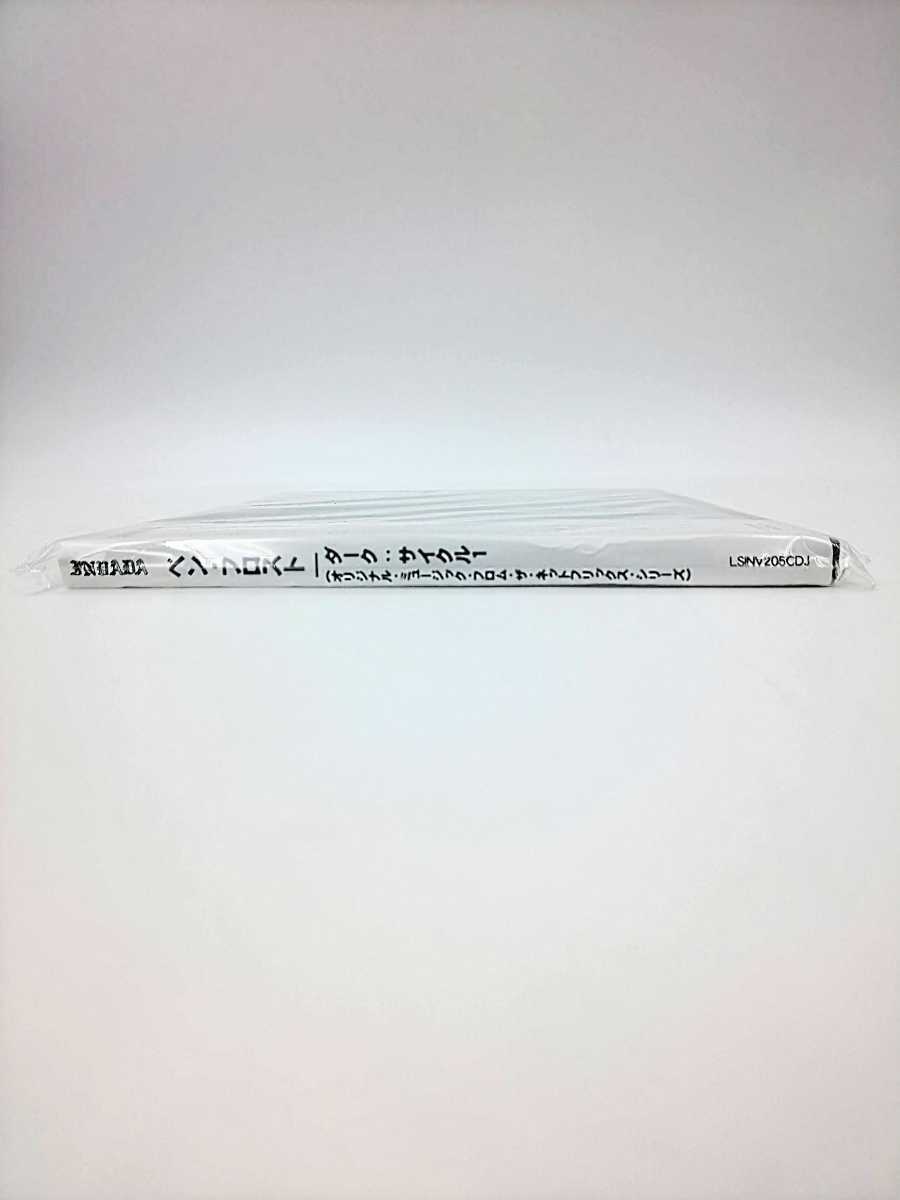 INVADA
ベン・フロスト
ダーク:サイクル1
(オリジナル・ミュージック・フロム・ザ・ネットフリックス・シリーズ)
LSINV205CDJ